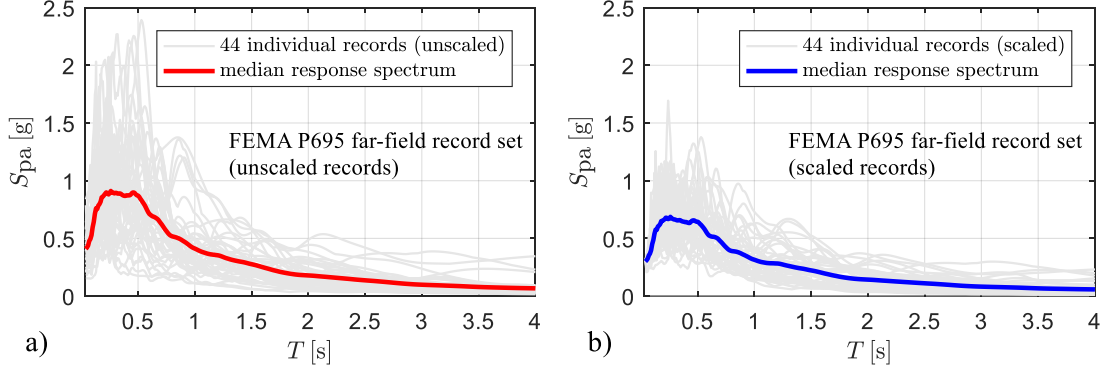 2.5
2
1.5
1
0.5
0
Spa [g]
44 individual records (unscaled)
median response spectrum
FEMA P695 far-field record set
(unscaled records)
0.5 1 1.5 2 2.5 3 3.5 4
T [s]
a)
2.5
2
1.5
1
0.5
0
Spa [g]
44 individual records (scaled)
median response spectrum
FEMA P695 far-field record set
(scaled records)
0.5 1 1.5 2 2.5 3 3.5 4
T [s]
b)